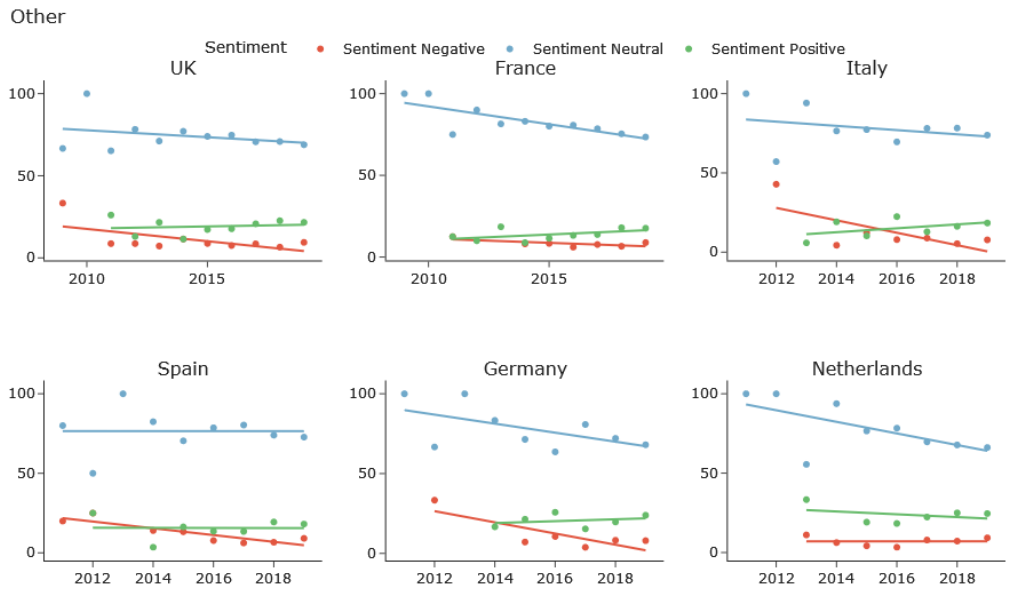 Other
Sentiment Sentiment Negative Sentiment Neutral Sentiment Positive
UK France Italy
100 100 100
50 50 50
0 0 0
2010 2015 2010 2015 2012 2014 2016 2018
Spain Germany Netherlands
100 100 100
50 50 50
0 0 0
2012 2014 2016 2018 2012 2014 2016 2018 2012 2014 2016 2018